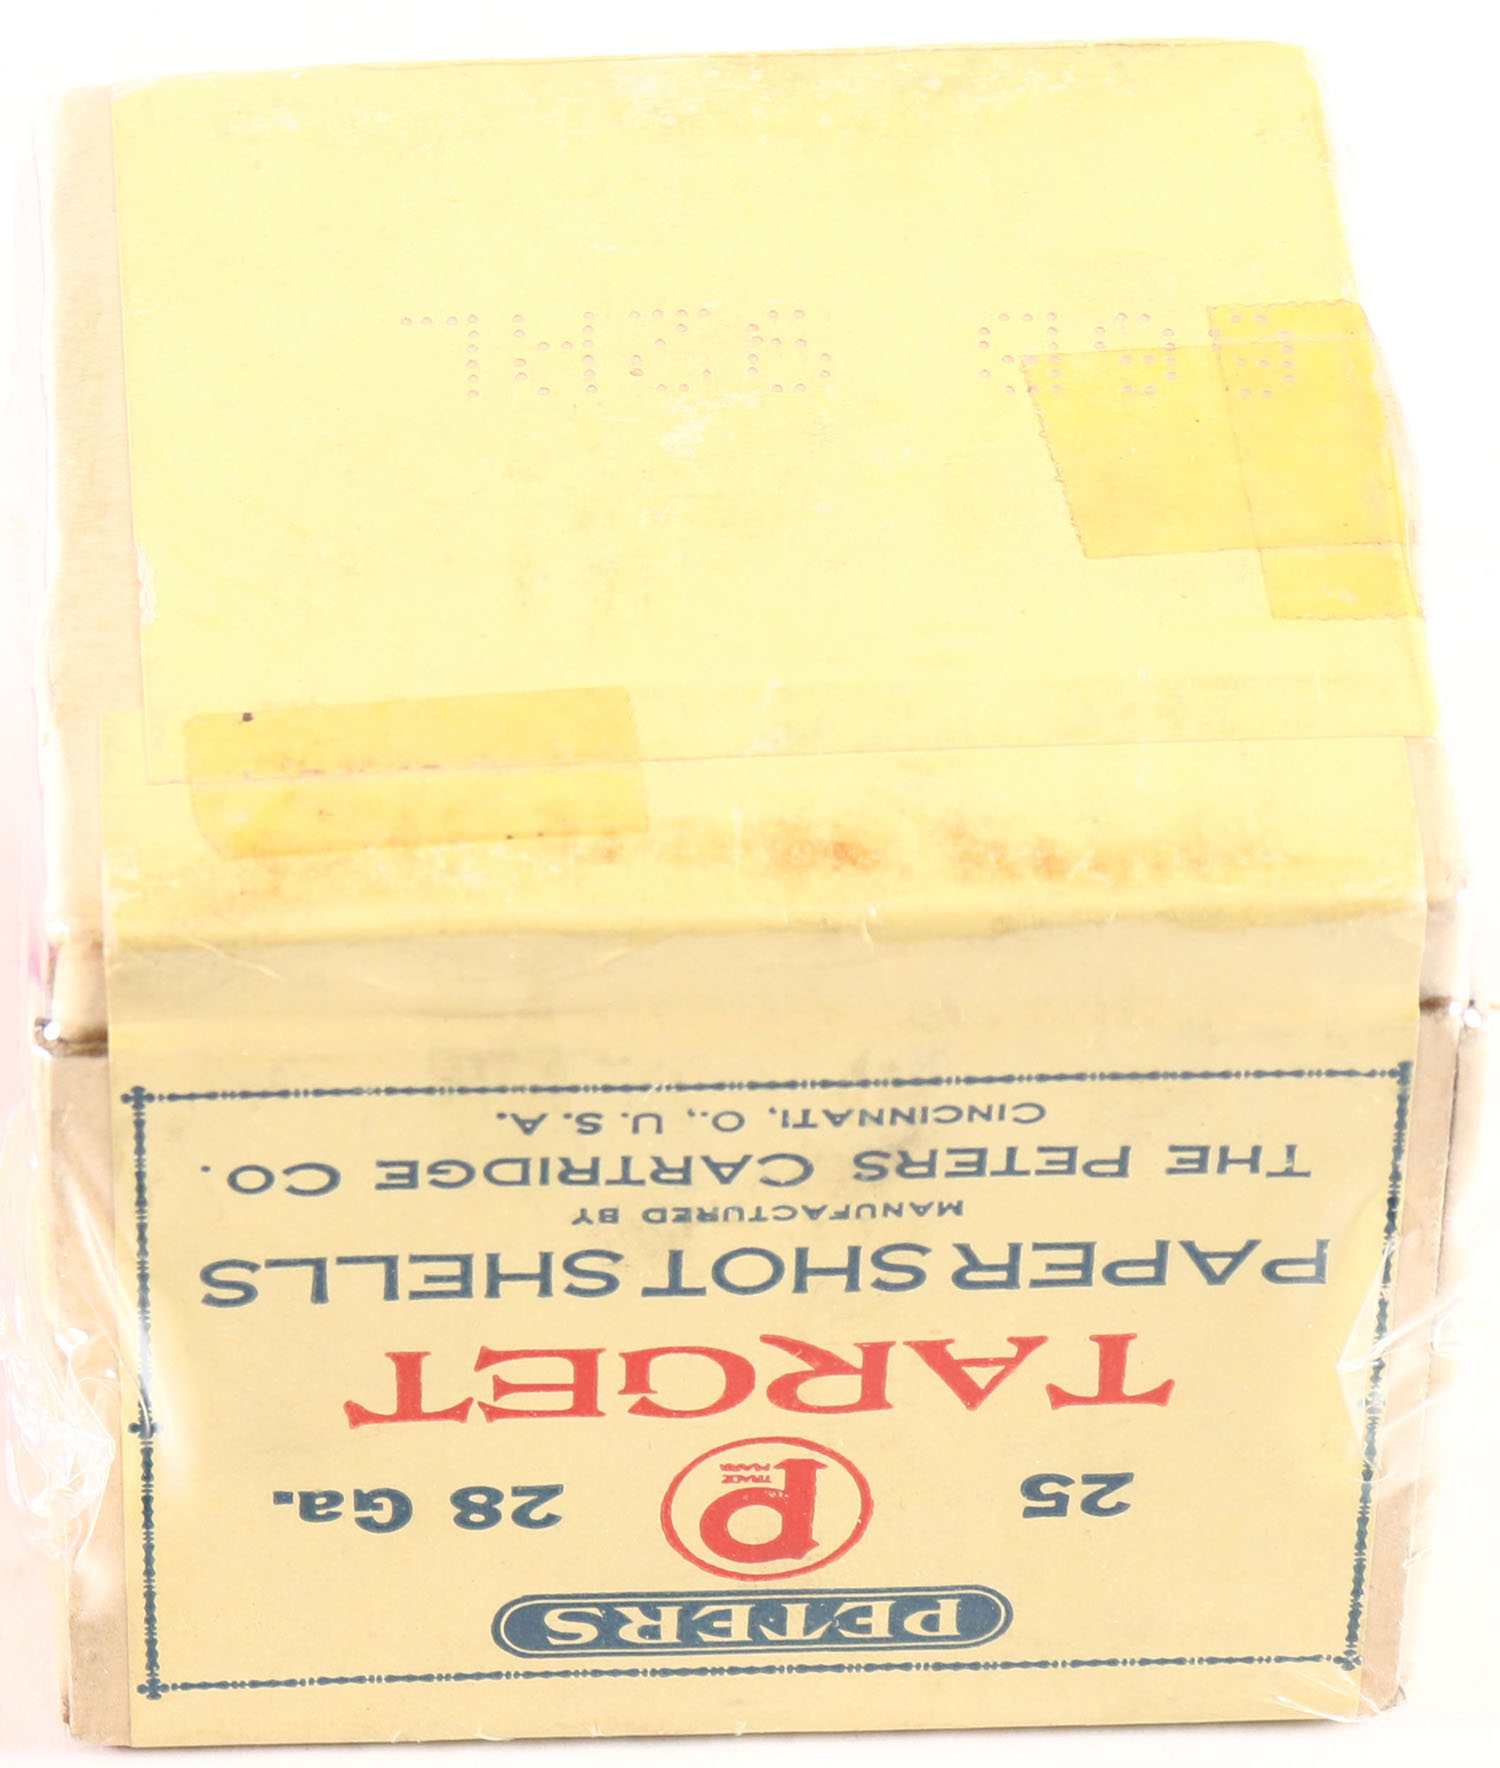 PETERS
25 P 28 Ga.
TRADE
MARK
TARGET
PAPER SHOT SHELLS
MANUFACTURED BY
THE PETERS CARTRIDGE CO.
CINCINNATI, O., U.S.A.